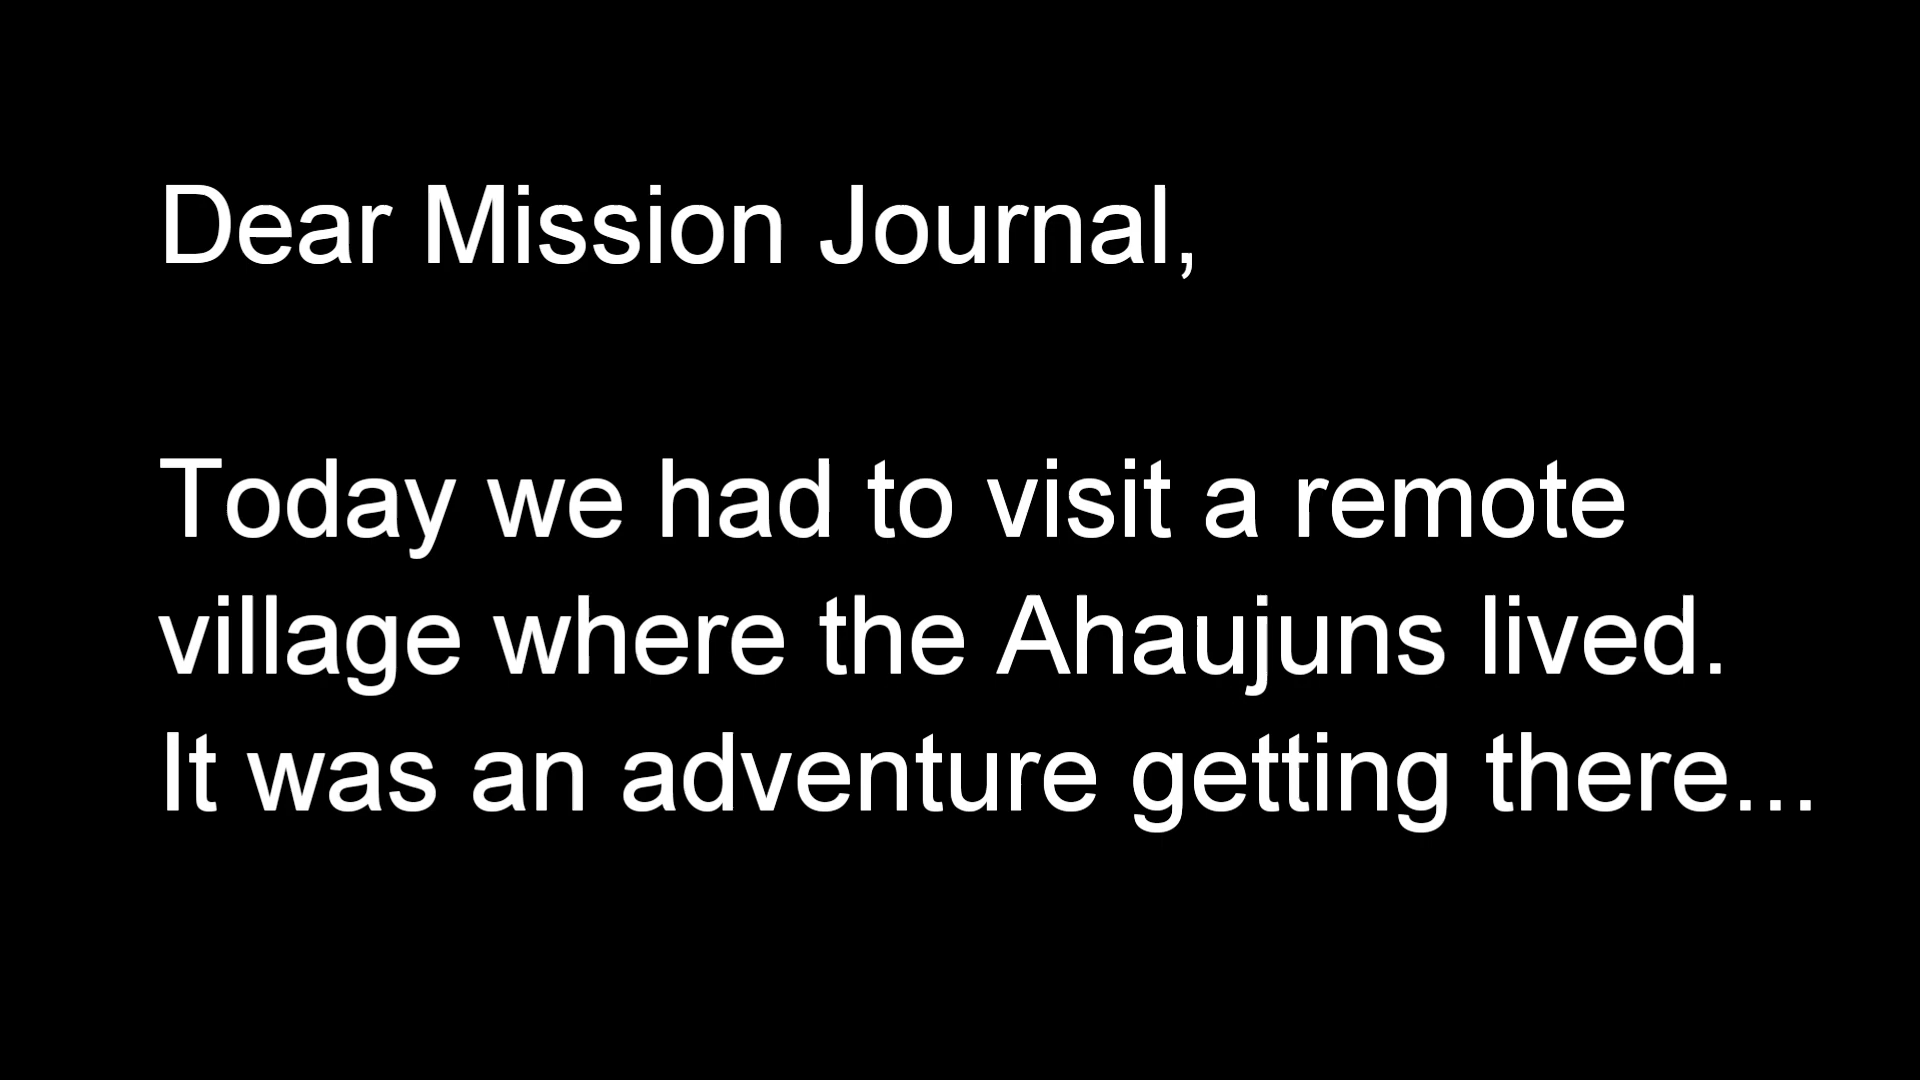 Dear Mission Journal,
Today we had to visit a remote
village where the Ahaujuns lived.
It was an adventure getting there...